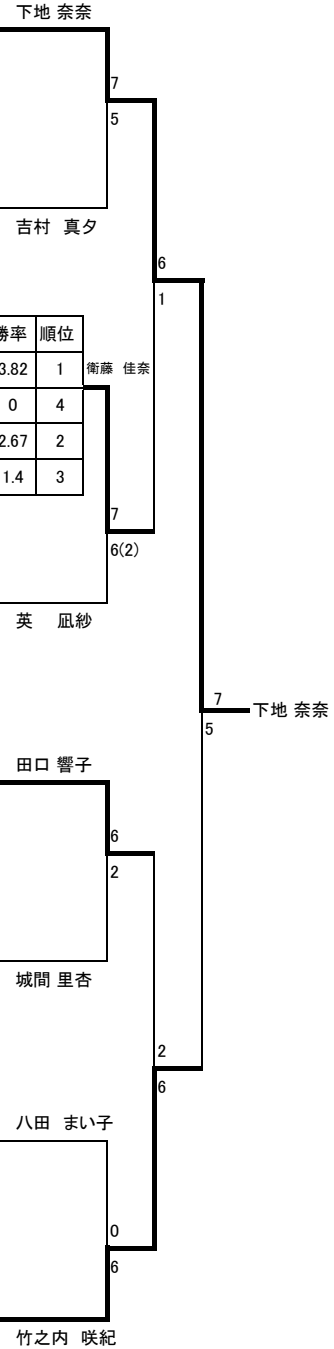 下地 奈奈
7
5
吉村 真夕
6
1
勝率 順位
3.82 1 衛藤 佳奈
0 4
2.67 2
1.4 3
7
6(2)
英 凪紗
7
下地 奈奈
5
田口 響子
6
2
城間 里杏
2
6
八田 まい子
0
6
竹之内 咲紀